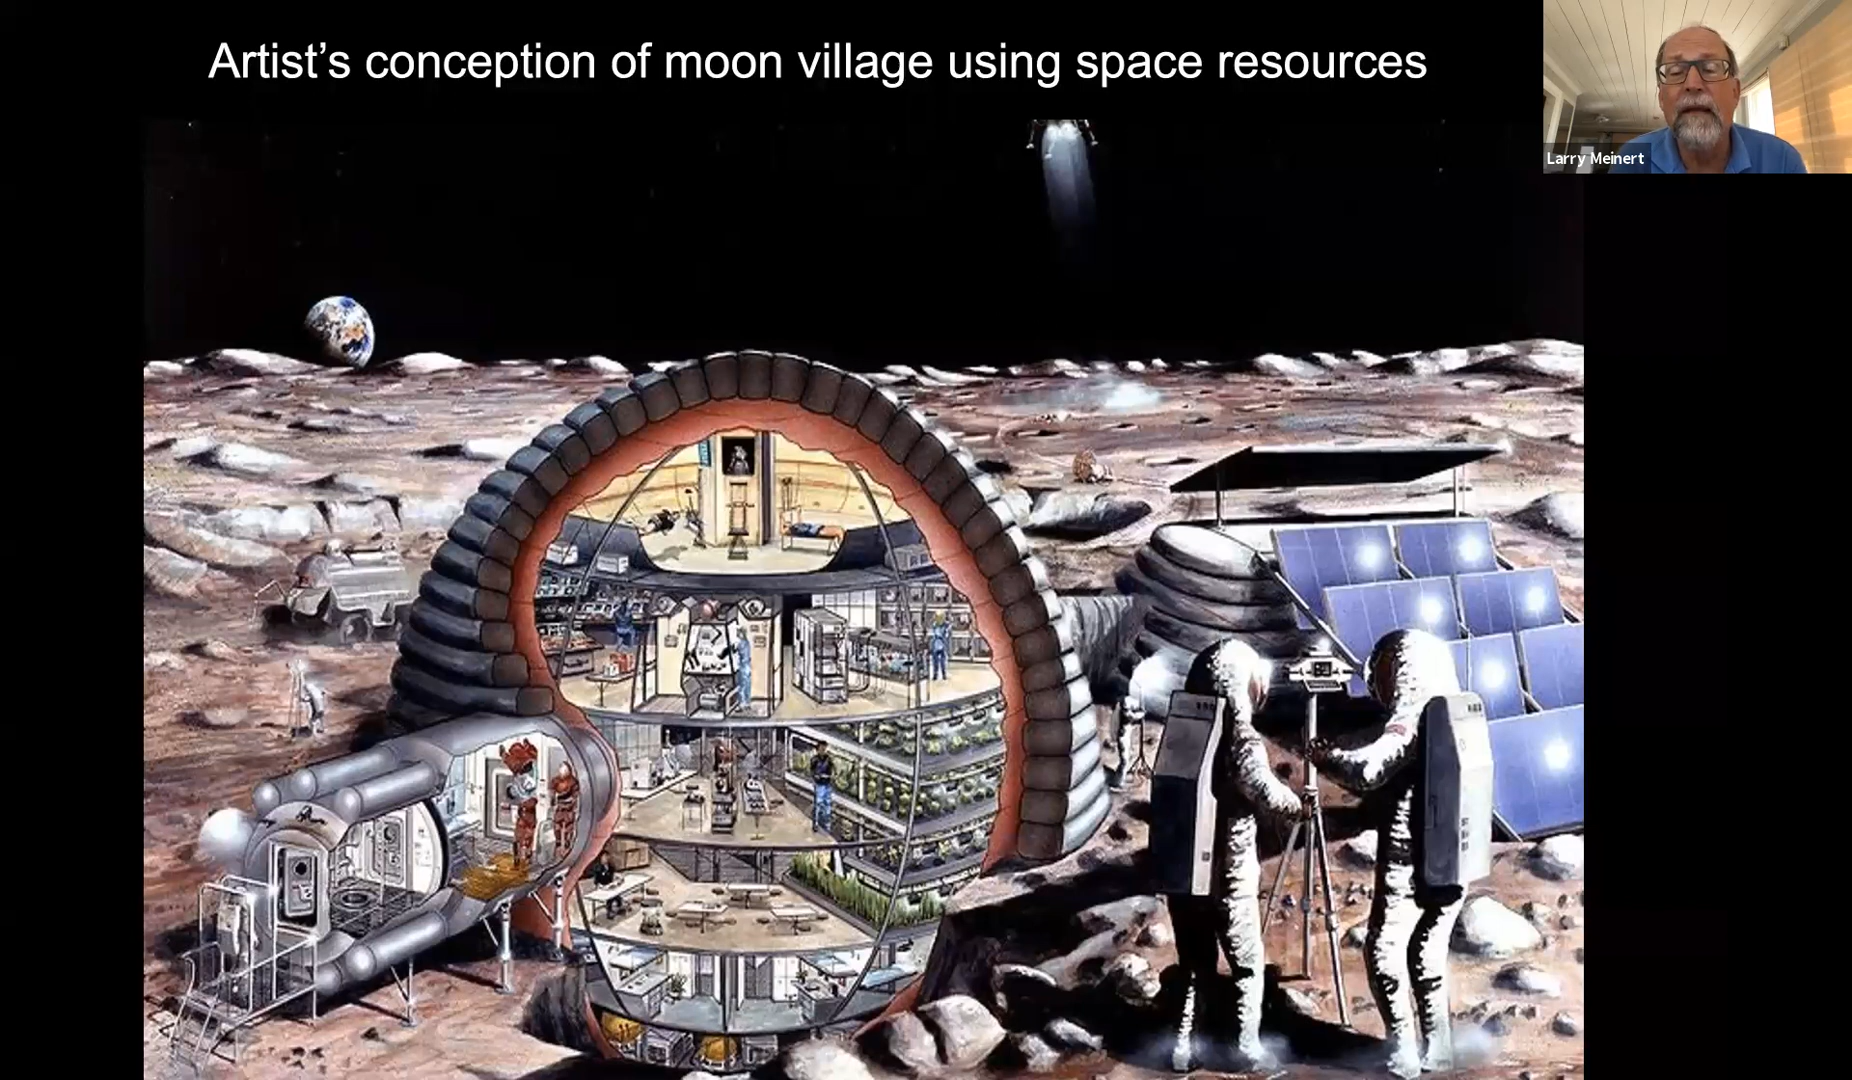 Artist’s conception of moon village using space resources
Larry Meinert